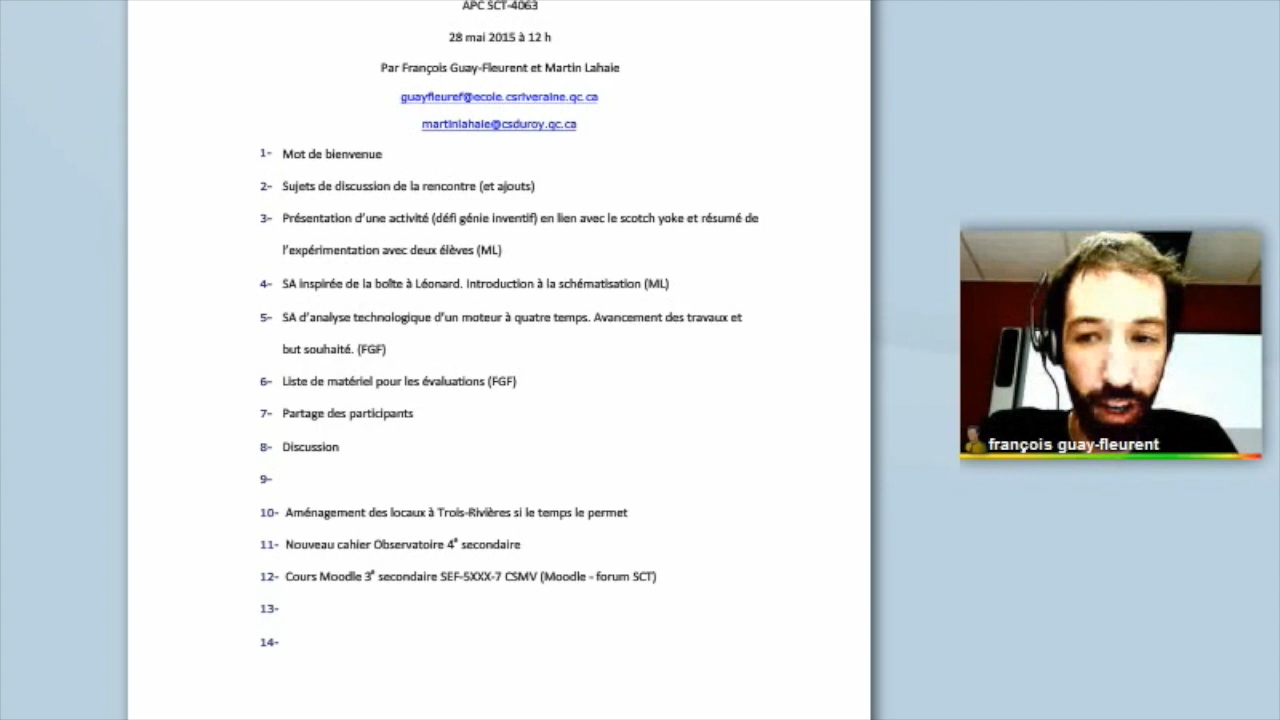 APC SCT-4063
28 mai 2015 à 12 h
Par François Guay-Fleurent et Martin Lahaie
guayfleuref@ecole.csriveraine.qc.ca
martinlahaie@csduroy.qc.ca
1- Mot de bienvenue
2- Sujets de discussion de la rencontre (et ajouts)
3- Présentation d'une activité (défi génie inventif) en lien avec le scotch yoke et résumé de
l'expérimentation avec deux élèves (ML)
4- SA inspirée de la boîte à Léonard. Introduction à la schématisation (ML)
5- SA d'analyse technologique d'un moteur à quatre temps. Avancement des travaux et
but souhaité. (FGF)
6- Liste de matériel pour les évaluations (FGF)
7- Partage des participants
8- Discussion
9-
10- Aménagement des locaux à Trois-Rivières si le temps le permet
11- Nouveau cahier Observatoire 4e secondaire
12- Cours Moodle 3e secondaire SEF-5XXX-7 CSMV (Moodle - forum SCT)
13-
14-
françois guay-fleurent